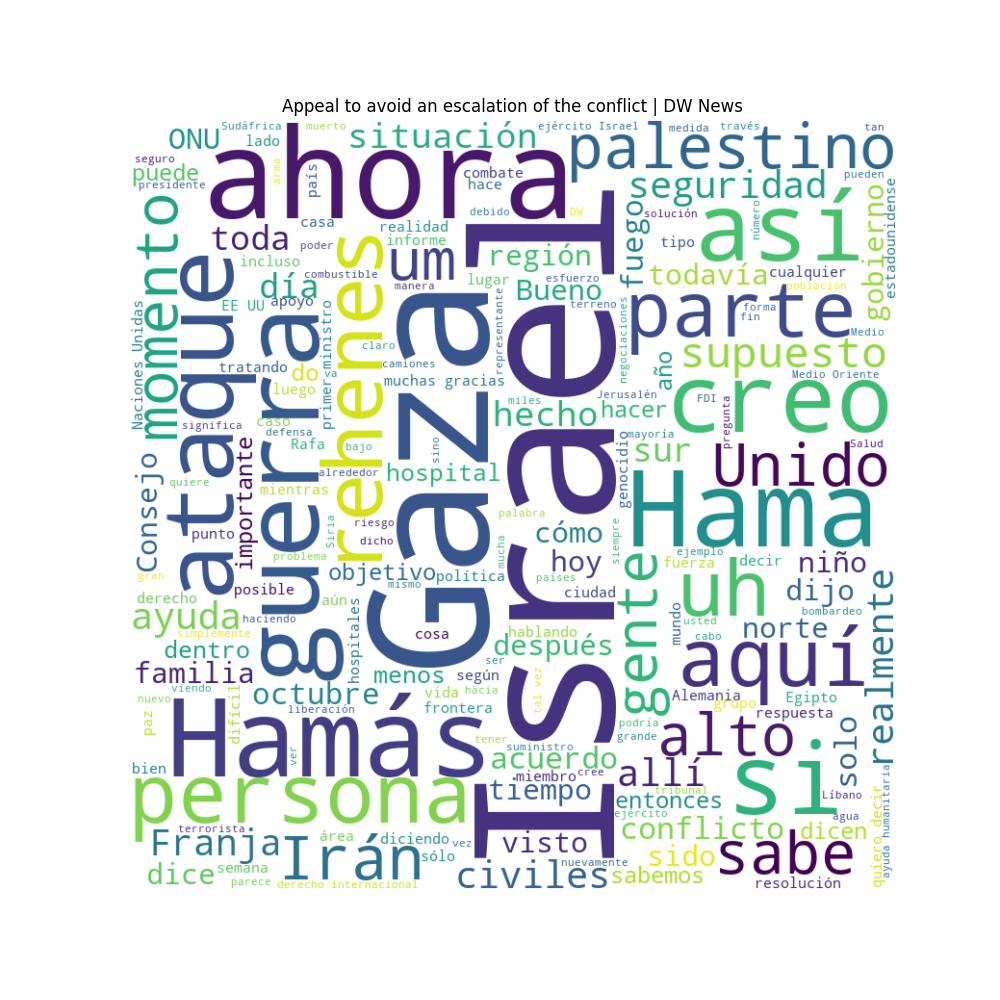 Appeal to avoid an escalation of the conflict | DW News
ONU
Sudáfrica
lado
muerto
situación
ejército Israel
medida
través
tan
ahora
palestino
seguro
puede
presidente
arma
país
combate
hace
seguridad
pueden
casa
debido
DW
solución
número
así
gobierno
estadounidense
momento
toda
poder
realidad
informe
um
región
fuego
tipo
incluso
combustible
manera
lugar
esfuerzo
todavía
cualquier
población
día
EE UU
apoyo
Bueno
terreno
parte
forma
fin
Naciones Unidas
ataque
guerra
primer ministro
rehenes
claro
camiones
representante
negociaciones
Medio
tratando
do
va
Gaza
Israel
año
supuesto
luego
muchas gracias
Jerusalén
Medio Oriente
miles
FDI
creo
significa
caso
defensa
hecho
hacer
pregunta
Rafa
bajo
sino
mayoría
Salud
Consejo
importante
alrededor
hospital
genocidio
sur
Unido
quiere
mientras
palabra
Hama
punto
Siria
riesgo
dicho
cómo
siempre
problema
mucha
hoy
ejemplo
gran
objetivo
política
países
fuerza
decir
niño
posible
mismo
ciudad
gente
uh
dijo
derecho
aún
bombardeo
ayuda
haciendo
hospitales
cosa
hablando
mundo
usted
norte
realmente
simplemente
cabo
dentro
después
aquí
familia
menos
según
ser
viendo
octubre
vida
hacia
tal vez
Alemania
grupo
Egipto
nuevo
difícil
liberación
frontera
respuesta
paz
Hamás
podría
alto
solo
ver
tener
suministro
grande
bien
acuerdo
si
persona
miembro
cree
allí
tiempo
tribunal
Líbano
entonces
ejército
agua
ayuda humanitaria
terrorista
área
diciendo
vez
visto
conflicto
dicen
quiero decir
Franja
Irán
sólo
nuevamente
sido
sabe
dice
semana
parece
derecho internacional
civiles
sabemos
resolución